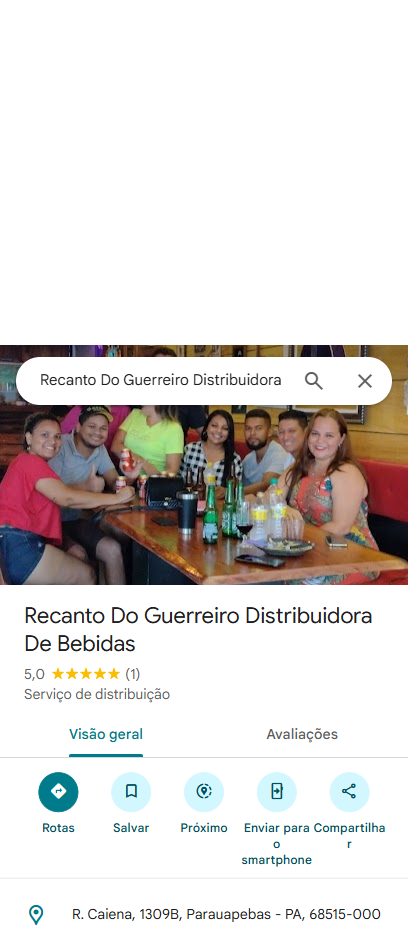 Recanto Do Guerreiro Distribuidora
Recanto Do Guerreiro Distribuidora
De Bebidas
5,0 ★★★★★ (1)
Serviço de distribuição
Visão geral Avaliações
Rotas Salvar Próximo Enviar para o smartphone Compartilhar
R. Caiena, 1309B, Parauapebas - PA, 68515-000